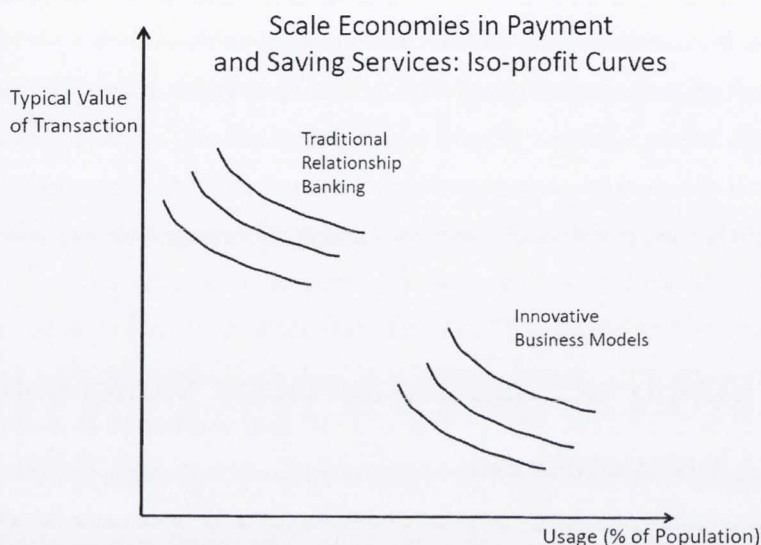 Scale Economies in Payment
and Saving Services: Iso-profit Curves
Typical Value
of Transaction
Traditional
Relationship
Banking
Innovative
Business Models
Usage (% of Population)